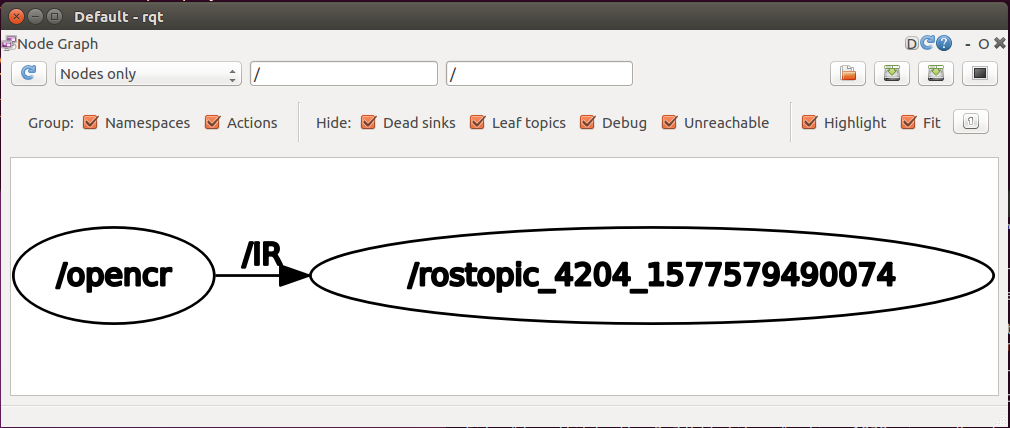 Default - rqt
Node Graph
D ? - O
Nodes only / /
Group: Namespaces Actions Hide: Dead sinks Leaf topics Debug Unreachable Highlight Fit
/opencr /IR /rostopic_4204_1577579490074